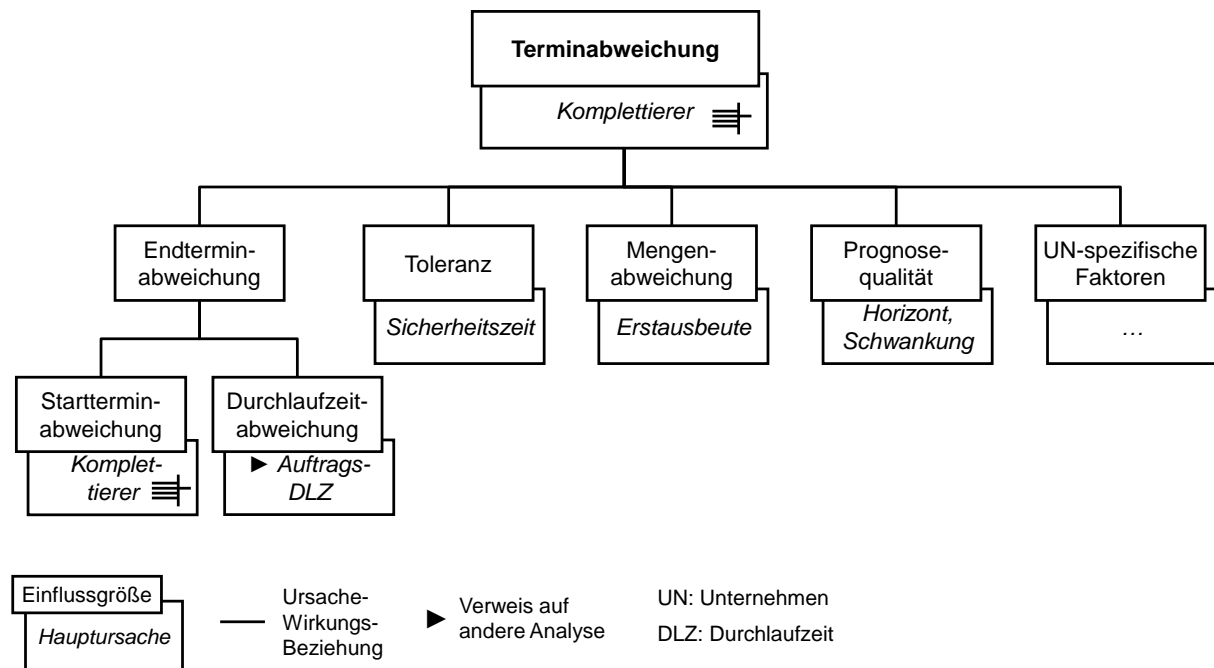 Terminabweichung
Komplettierer
Endtermin-
abweichung
Toleranz
Sicherheitszeit
Mengen-
abweichung
Erstausbeute
Prognose-
qualität
Horizont,
Schwankung
UN-spezifische
Faktoren
…
Starttermin-
abweichung
Komplet-
tierer
Durchlaufzeit-
abweichung
► Auftrags-
DLZ
Einflussgröße
Hauptursache
Ursache-
Wirkungs-
Beziehung
► Verweis auf
andere Analyse
UN: Unternehmen
DLZ: Durchlaufzeit